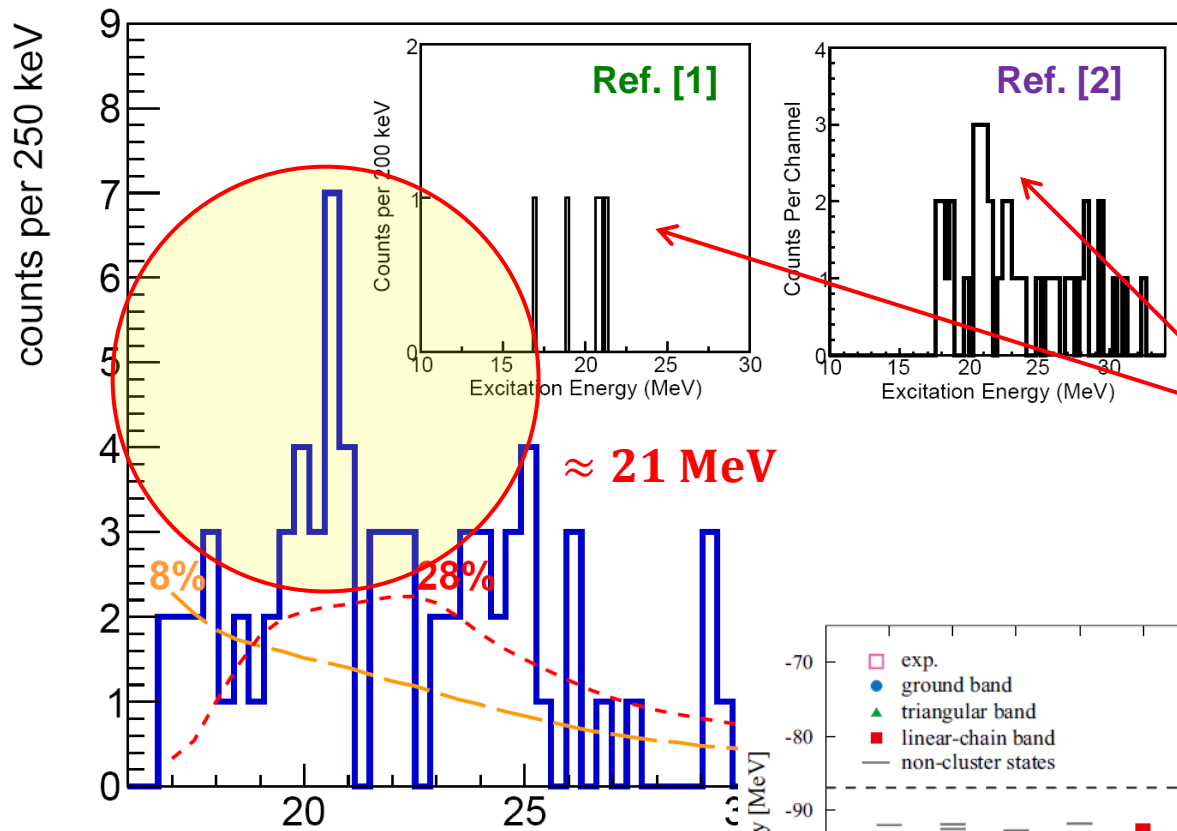 counts per 250 keV
9
8
7
6
5
4
3
2
1
0
20
25
3
Ref. [1]
Counts per 200 keV
2
1
0
10
15
20
25
30
Excitation Energy (MeV)
Ref. [2]
Counts Per Channel
4
3
2
1
0
10
15
20
25
30
Excitation Energy (MeV)
≈ 21 MeV
8%
28%
-70
-80
-90
y [MeV]
exp.
ground band
triangular band
linear-chain band
non-cluster states